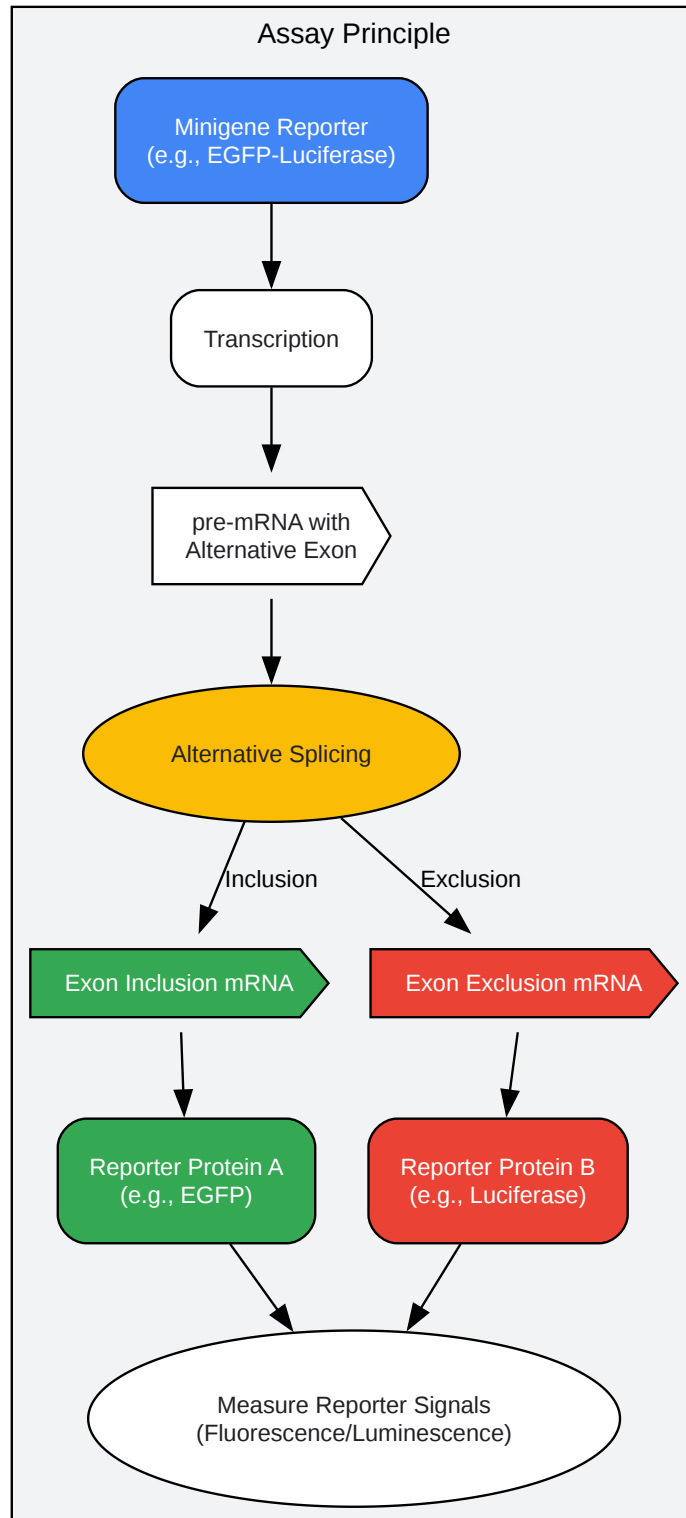 Assay Principle
Minigene Reporter
(e.g., EGFP-Luciferase)
Transcription
pre-mRNA with
Alternative Exon
Alternative Splicing
Inclusion
Exclusion
Exon Inclusion mRNA
Exon Exclusion mRNA
Reporter Protein A
(e.g., EGFP)
Reporter Protein B
(e.g., Luciferase)
Measure Reporter Signals
(Fluorescence/Luminescence)